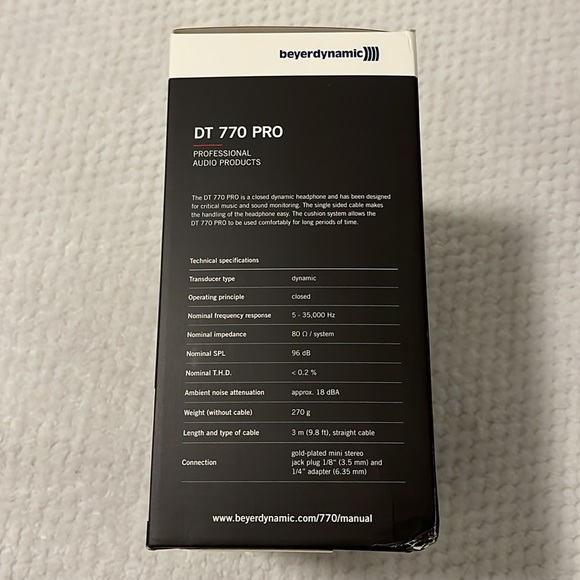 beyerdynamic))))
DT 770 PRO
PROFESSIONAL
AUDIO PRODUCTS
The DT 770 PRO is a closed dynamic headphone and has been designed
for critical music and sound monitoring. The single sided cable makes
the handling of the headphone easy. The cushion system allows the
DT 770 PRO to be used comfortably for long periods of time.
Technical specifications
Transducer type dynamic
Operating principle closed
Nominal frequency response 5 - 35,000 Hz
Nominal impedance 80 Ω / system
Nominal SPL 96 dB
Nominal T.H.D. < 0.2 %
Ambient noise attenuation approx. 18 dBA
Weight (without cable) 270 g
Length and type of cable 3 m (9.8 ft), straight cable
Connection gold-plated mini stereo
jack plug 1/8" (3.5 mm) and
1/4" adapter (6.35 mm)
www.beyerdynamic.com/770/manual